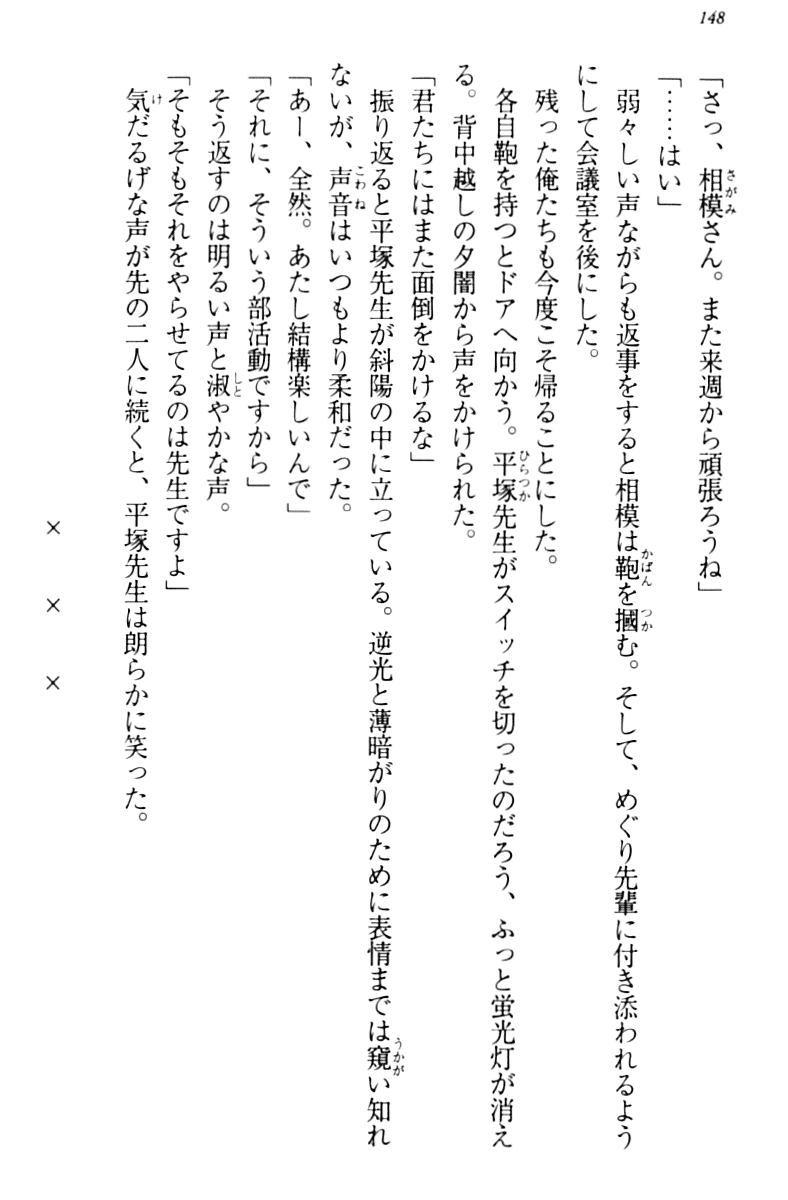 148
「さっ、相模さん。また来週から頑張ろうね」
「……はい」
弱々しい声ながらも返事をすると相模は鞄を摑む。そして、めぐり先輩に付き添われるよう
にして会議室を後にした。
残った俺たちも今度こそ帰ることにした。
各自鞄を持つとドアへ向かう。平塚先生がスイッチを切ったのだろう、ふっと蛍光灯が消え
る。背中越しの夕闇から声をかけられた。
「君たちにはまた面倒をかけるな」
振り返ると平塚先生が斜陽の中に立っている。逆光と薄暗がりのために表情までは窺い知れ
ないが、声音はいつもより柔和だった。
「あー、全然。あたし結構楽しいんで」
「それに、そういう部活動ですから」
そう返すのは明るい声と淑やかな声。
「そもそもそれをやらせてるのは先生ですよ」
気だるげな声が先の二人に続くと、平塚先生は朗らかに笑った。
×　×　×